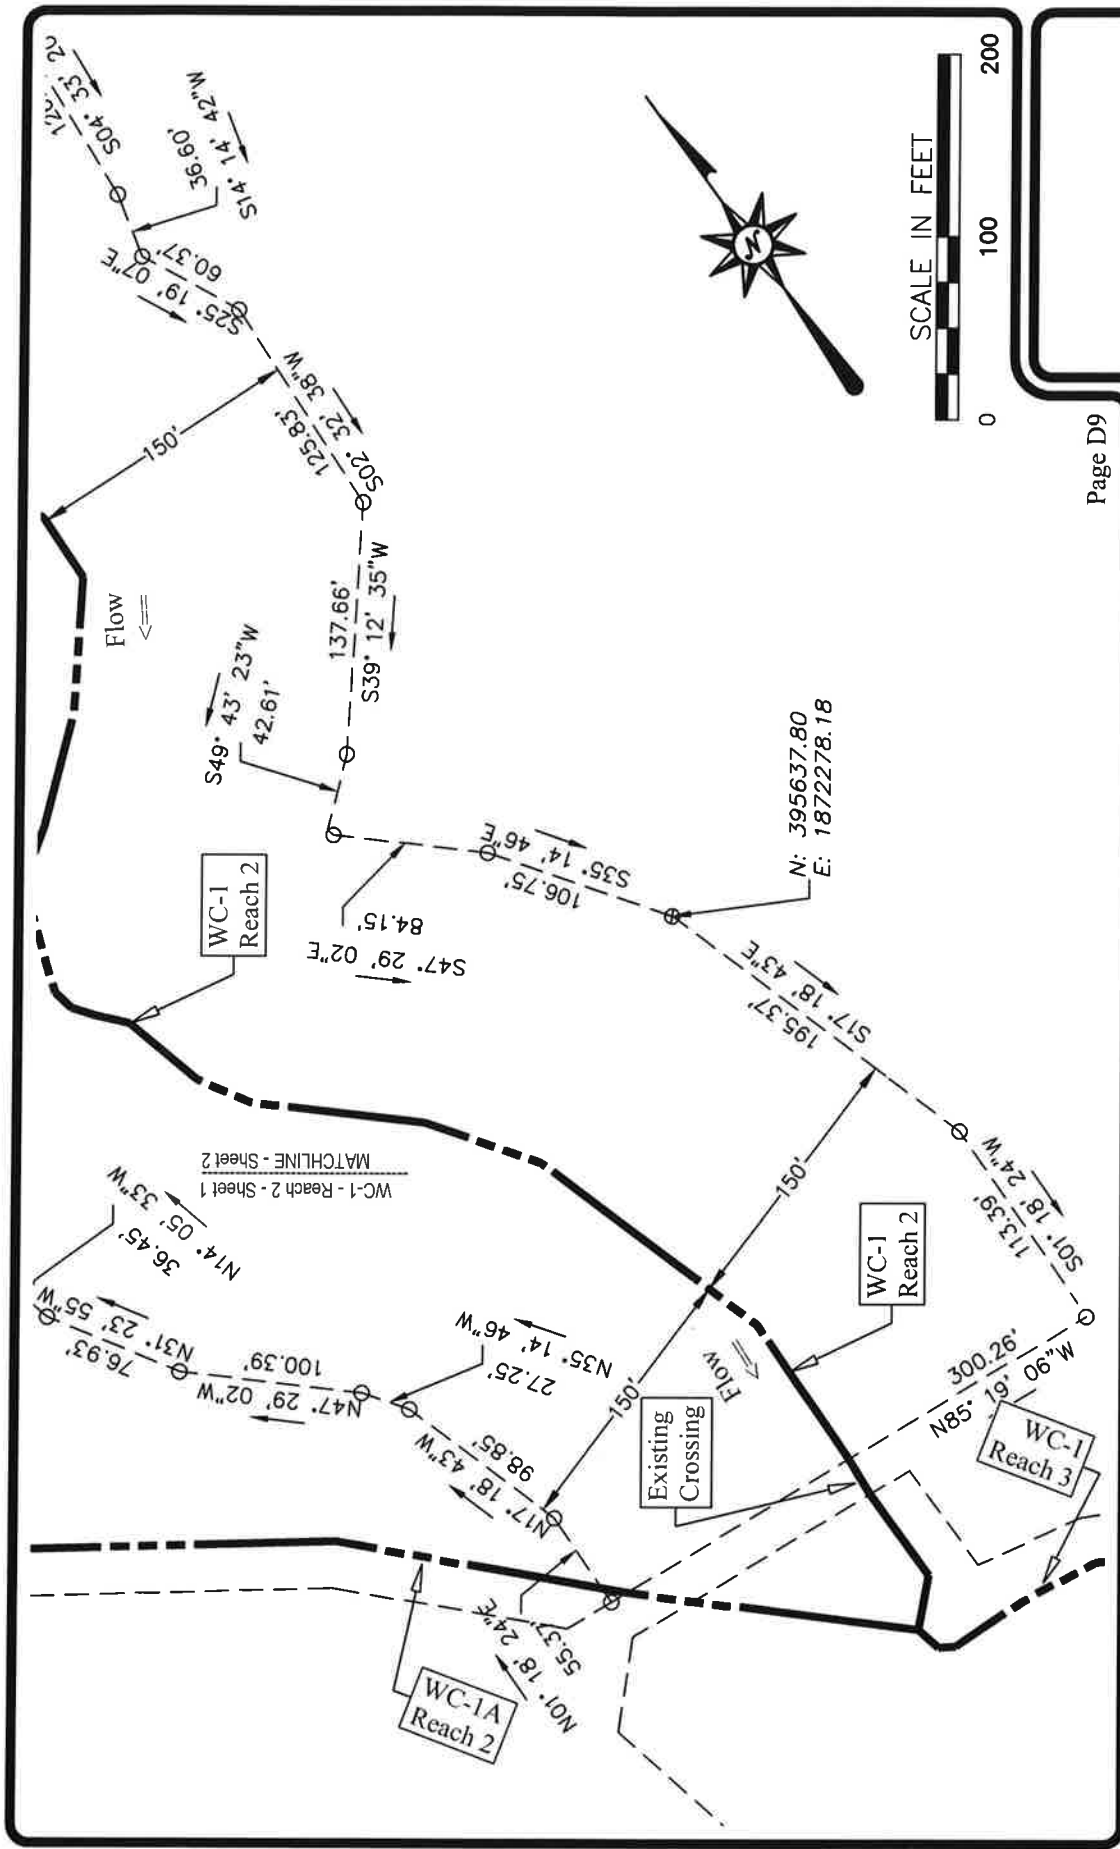 S04° 33'
S14° 14' 42"W
36.60'
S25° 19' 07"E
60.37'
150'
125.83'
S02° 32' 38"W
Flow
137.66'
S39° 12' 35"W
S49° 43' 23"W
42.61'
WC-1
Reach 2
S47° 29' 02"E
84.15'
106.75'
S35° 14' 46"E
N: 395637.80
E: 1872278.18
195.37'
S17° 18' 43"E
WC-1 - Reach 2 - Sheet 1
MATCHLINE - Sheet 2
N14° 05' 33"W
36.45'
N31° 23' 55"W
76.93'
N47° 29' 02"W
100.39'
N35° 14' 46"W
27.25'
N17° 18' 43"W
98.85'
150'
150'
Flow
Existing
Crossing
WC-1
Reach 2
113.39'
S01° 18' 24"W
300.26'
N85° 19' 06"W
WC-1
Reach 3
N01° 18' 24"E
55.37'
WC-1A
Reach 2
N
SCALE IN FEET
0 100 200
Page D9